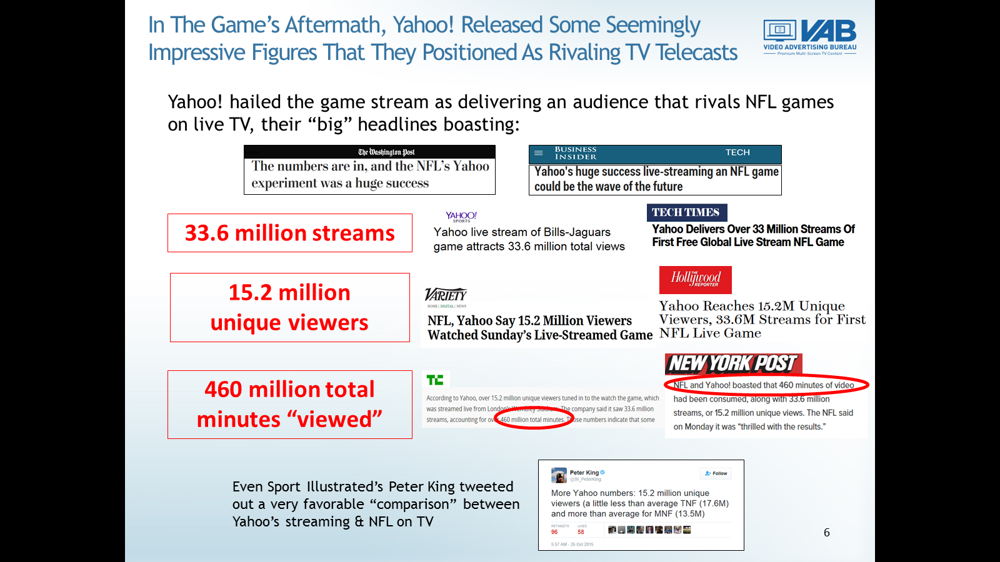 In The Game's Aftermath, Yahoo! Released Some Seemingly
Impressive Figures That They Positioned As Rivaling TV Telecasts
VAB
VIDEO ADVERTISING BUREAU
Premium Multi-Screen TV Content
Yahoo! hailed the game stream as delivering an audience that rivals NFL games
on live TV, their “big” headlines boasting:
The Washington Post
The numbers are in, and the NFL's Yahoo
experiment was a huge success
BUSINESS
INSIDER
TECH
Yahoo's huge success live-streaming an NFL game
could be the wave of the future
33.6 million streams
YAHOO!
SPORTS
Yahoo live stream of Bills-Jaguars
game attracts 33.6 million total views
TECH TIMES
Yahoo Delivers Over 33 Million Streams Of
First Free Global Live Stream NFL Game
15.2 million
unique viewers
VARIETY
HOME | DIGITAL | NEWS
NFL, Yahoo Say 15.2 Million Viewers
Watched Sunday's Live-Streamed Game
THE
Hollywood
REPORTER
Yahoo Reaches 15.2M Unique
Viewers, 33.6M Streams for First
NFL Live Game
460 million total
minutes “viewed”
TC
According to Yahoo, over 15.2 million unique viewers tuned in to the watch the game, which
was streamed live from London's Wembley Stadium. The company said it saw 33.6 million
streams, accounting for over 460 million total minutes. Those numbers indicate that some
NEW YORK POST
NFL and Yahoo! boasted that 460 minutes of video
had been consumed, along with 33.6 million
streams, or 15.2 million unique views. The NFL said
on Monday it was “thrilled with the results.”
Even Sport Illustrated's Peter King tweeted
out a very favorable “comparison” between
Yahoo's streaming & NFL on TV
Peter King
@SI_PeterKing
Follow
More Yahoo numbers: 15.2 million unique
viewers (a little less than average TNF (17.6M)
and more than average for MNF (13.5M)
RETWEETS
96
LIKES
58
5:57 AM - 26 Oct 2015
6